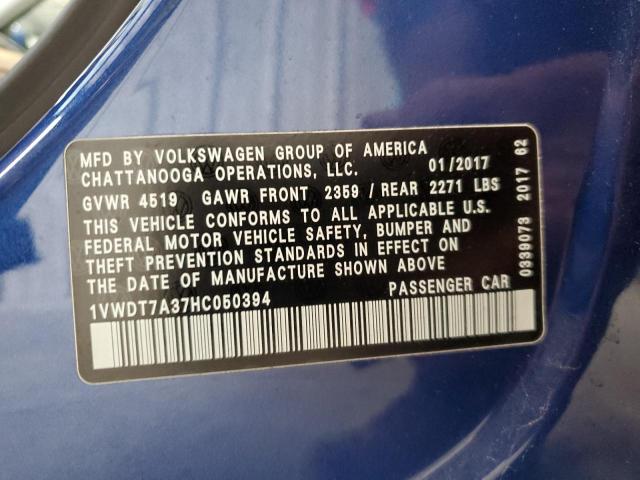 MFD BY VOLKSWAGEN GROUP OF AMERICA
CHATTANOOGA OPERATIONS, LLC. 01/2017
GVWR 4519 GAWR FRONT 2359 / REAR 2271 LBS
THIS VEHICLE CONFORMS TO ALL APPLICABLE U.S.
FEDERAL MOTOR VEHICLE SAFETY, BUMPER AND
THEFT PREVENTION STANDARDS IN EFFECT ON
THE DATE OF MANUFACTURE SHOWN ABOVE
1VWDT7A37HC050394 PASSENGER CAR
0339073 2017 62